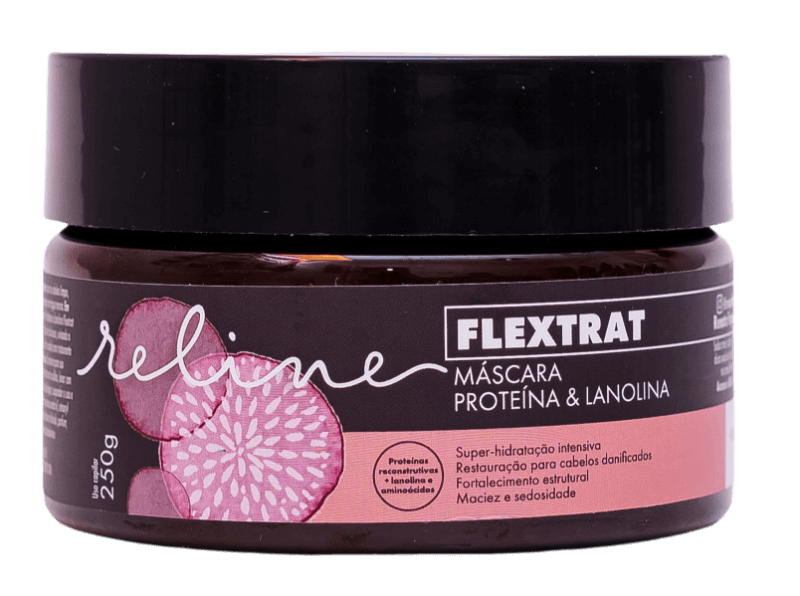 reline
FLEXTRAT
MÁSCARA
PROTEÍNA & LANOLINA
Proteínas
reconstrutivas
+ lanolina e
aminoácidos
Super-hidratação intensiva
Restauração para cabelos danificados
Fortalecimento estrutural
Maciez e sedosidade
Uso capilar
250g